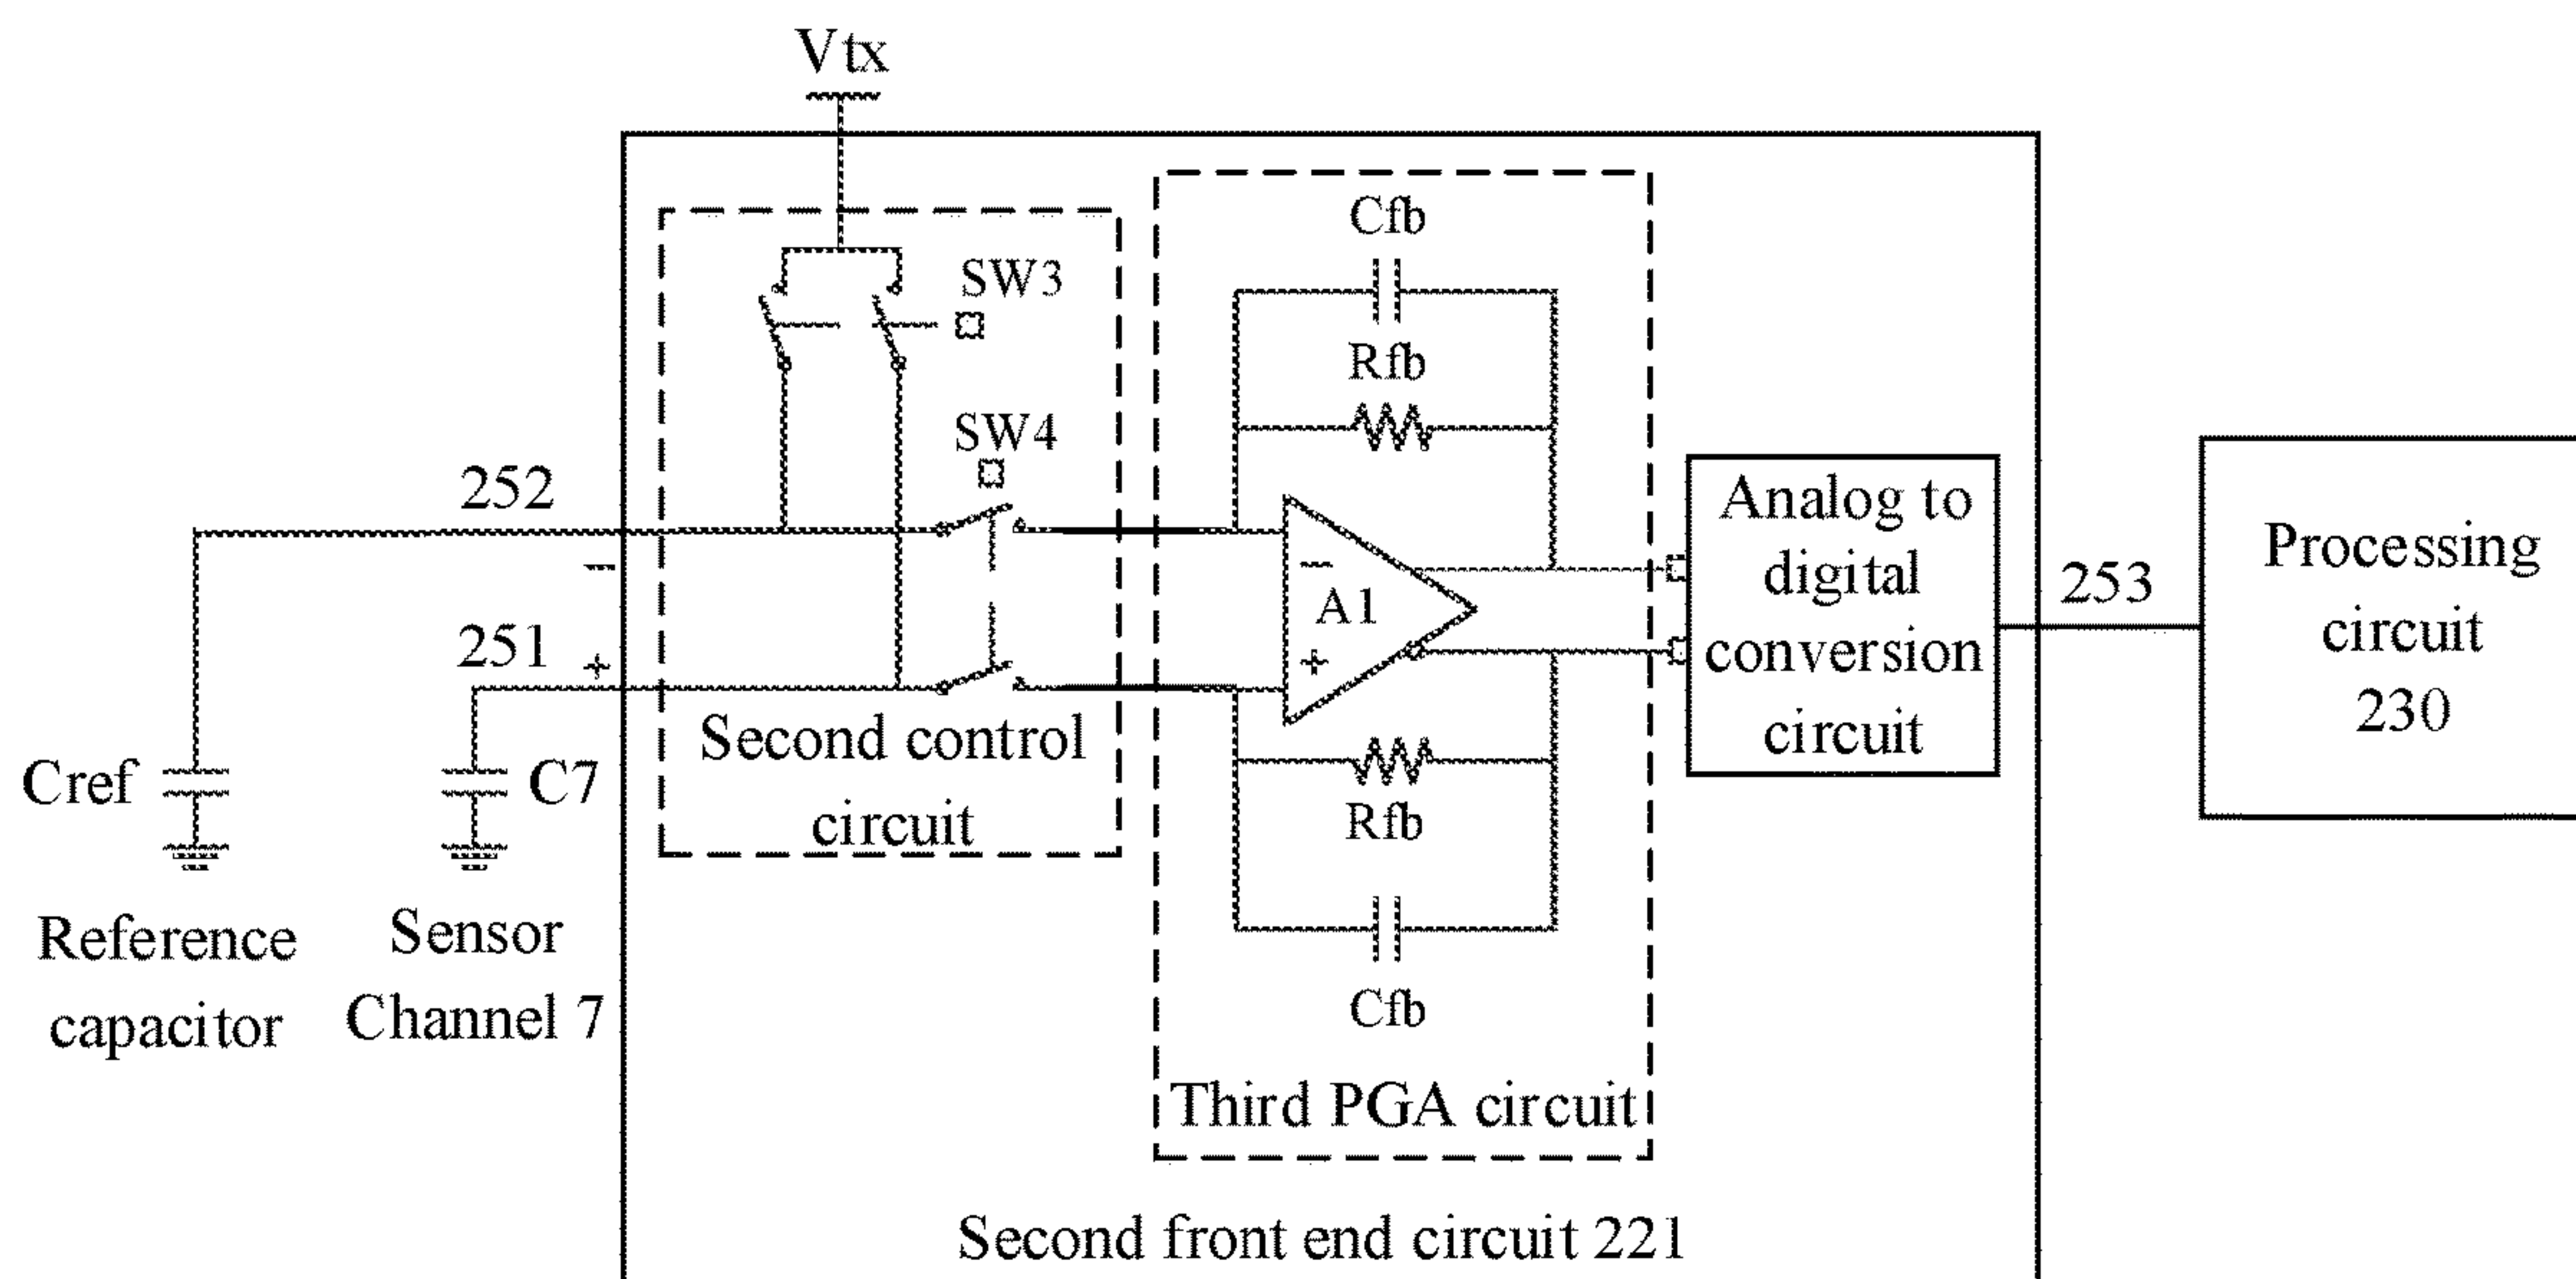 Vtx
SW3
SW4
252
−
251
+
Cref
C7
Reference
capacitor
Sensor
Channel 7
Second control
circuit
Cfb
Rfb
−
A1
+
Rfb
Cfb
Third PGA circuit
Analog to
digital
conversion
circuit
253
Processing
circuit
230
Second front end circuit 221